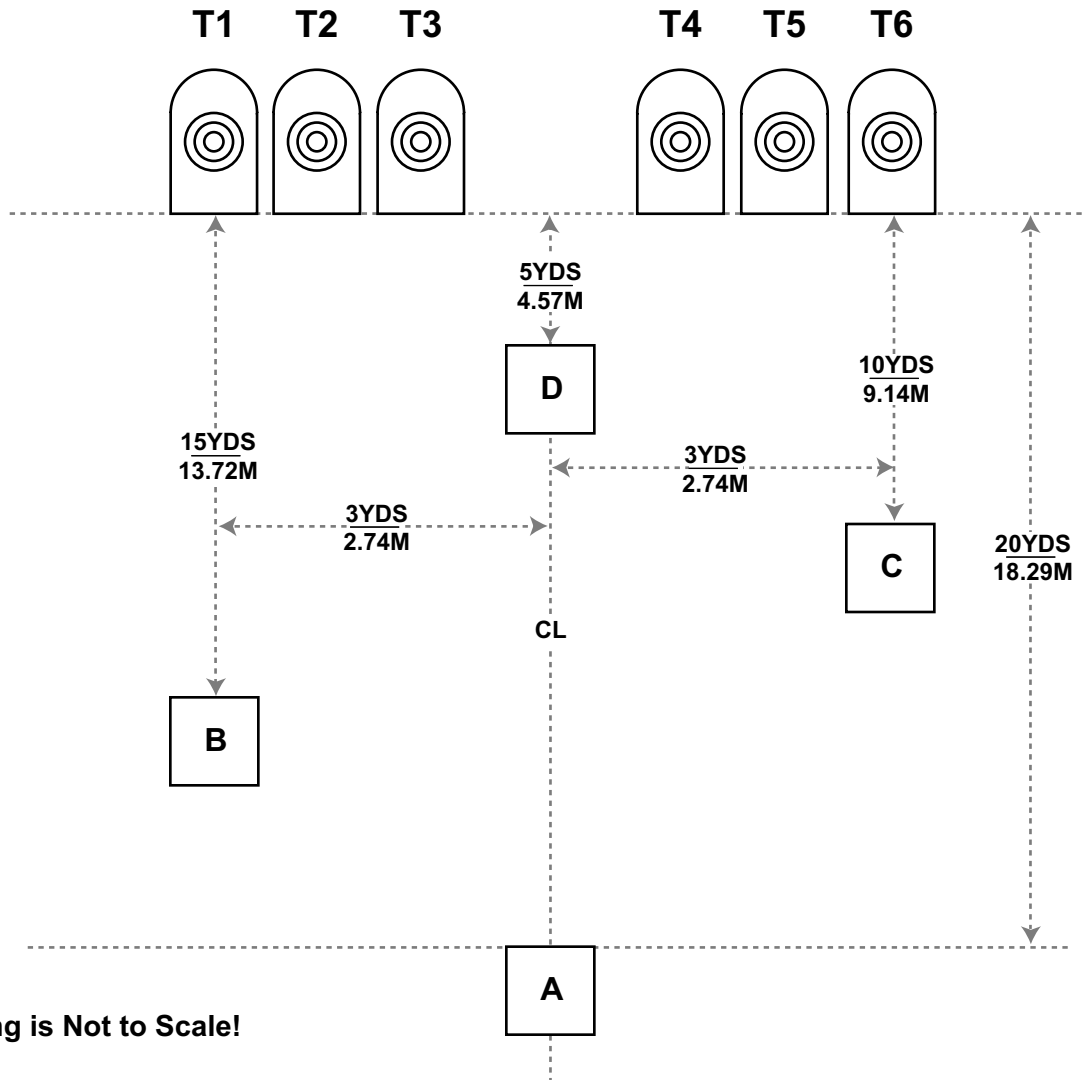 T1 T2 T3 T4 T5 T6
5YDS
4.57M
D
10YDS
9.14M
15YDS
13.72M
3YDS
2.74M
3YDS
2.74M
C
20YDS
18.29M
CL
B
A
is Not to Scale!